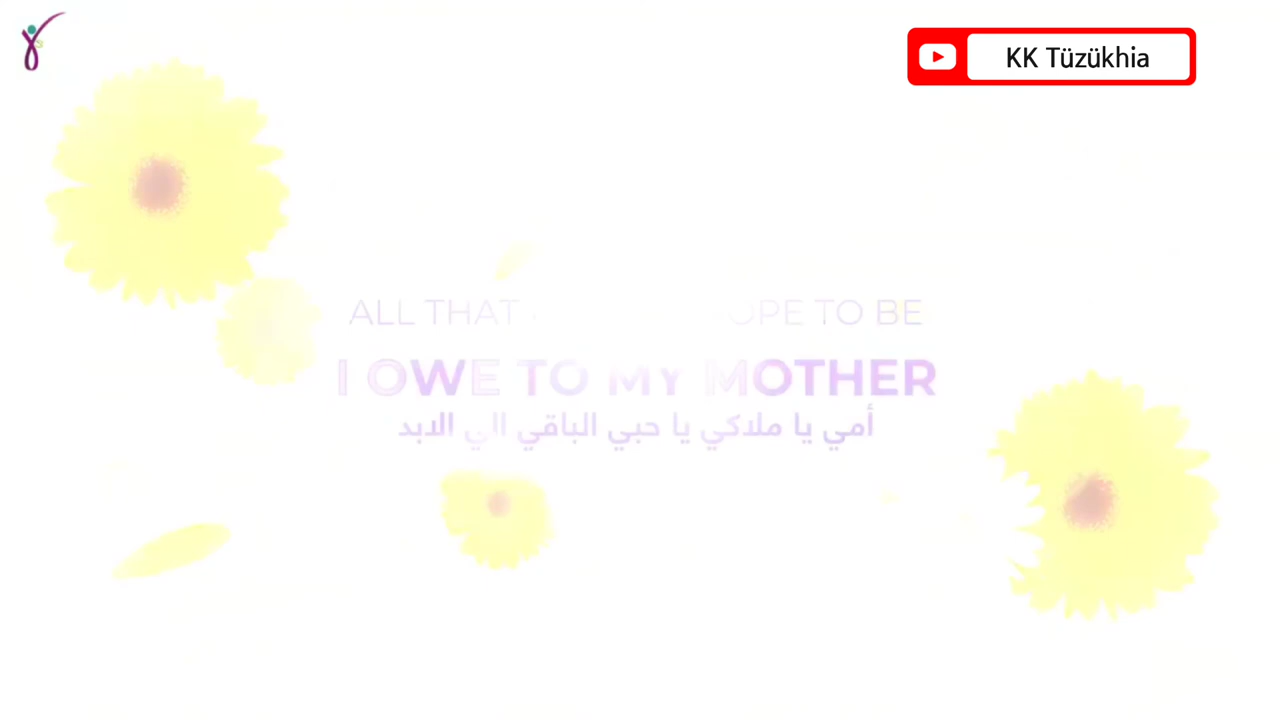 KK Tüzükhia
ALL THAT OPE TO BE
I OWE TO MY MOTHER
أمي يا ملاكي يا حبي الباقي الي الابد